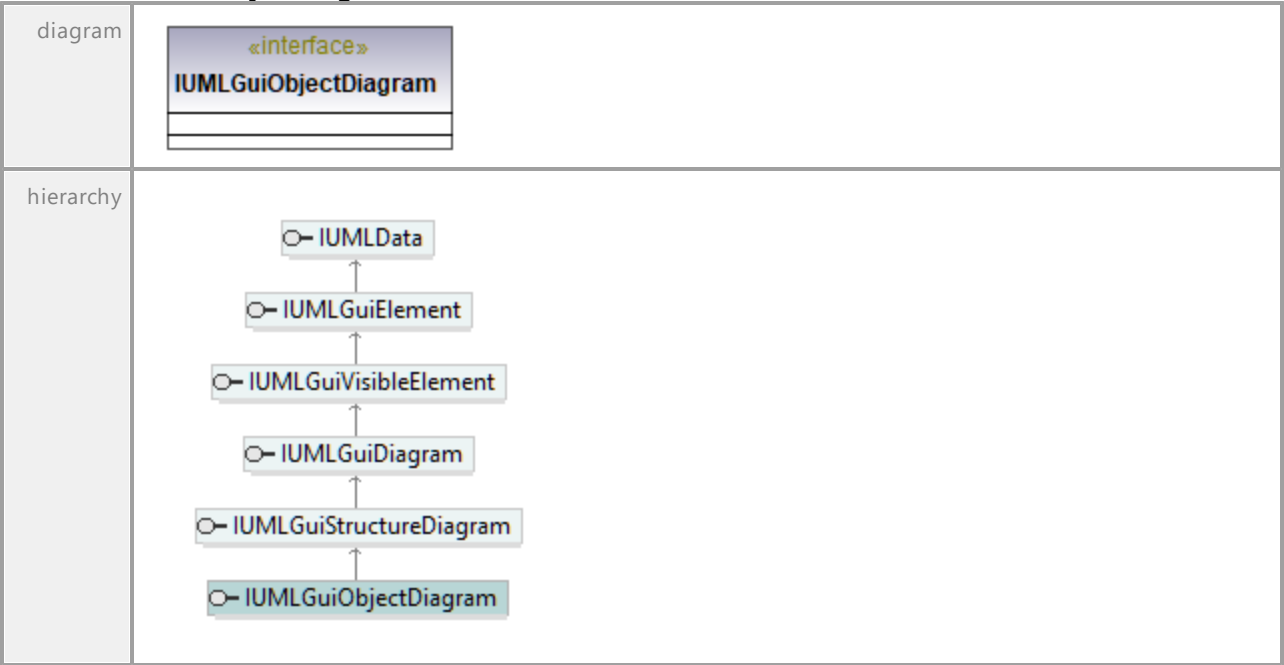 diagram
«interface»
IUMLGuiObjectDiagram
hierarchy
IUMLData
IUMLGuiElement
IUMLGuiVisibleElement
IUMLGuiDiagram
IUMLGuiStructureDiagram
IUMLGuiObjectDiagram